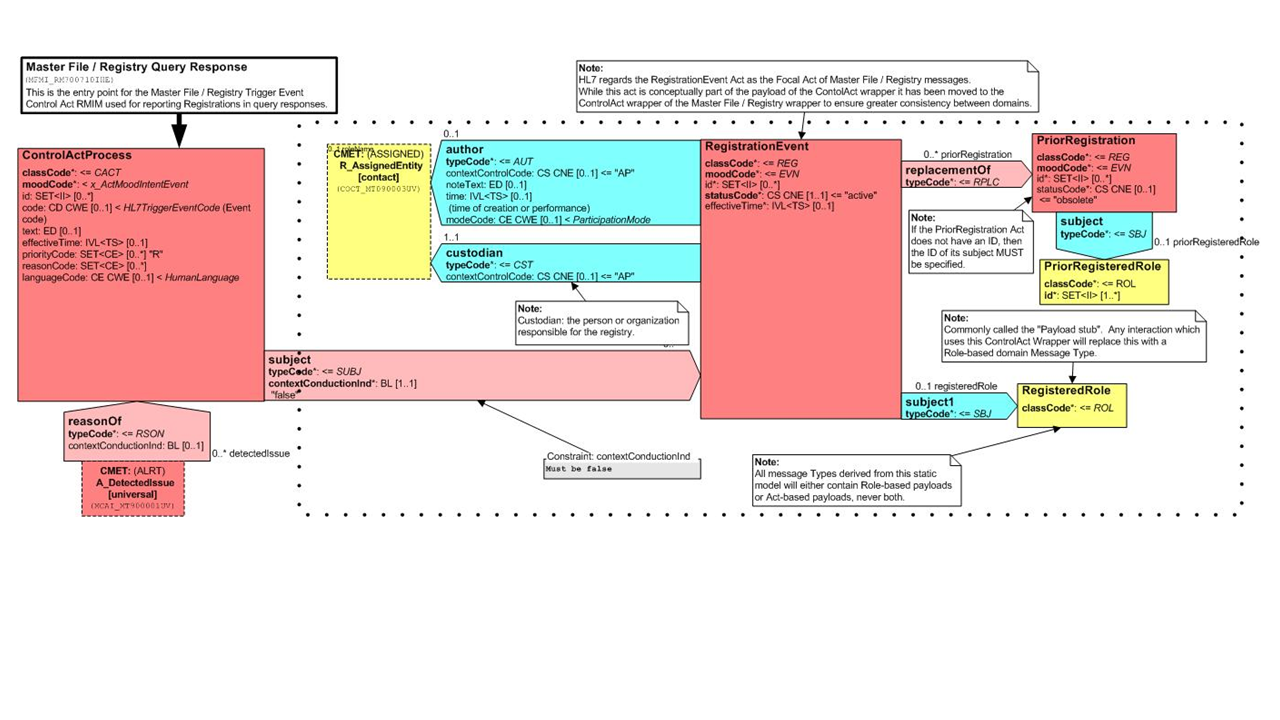 Master File / Registry Query Response
This is the entry point for the Master File / Registry Trigger Event
Control Act RMIM used for reporting Registrations in query responses.
Note:
HL7 regards the RegistrationEvent Act as the Focal Act of Master File / Registry messages.
While this act is conceptually part of the payload of the ContolAct wrapper it has been moved to the
ControlAct wrapper of the Master File / Registry wrapper to ensure greater consistency between domains.
ControlActProcess
classCode*: <= CACT
moodCode*: < x_ActMoodIntentEvent
id: SET<II> [0..*]
code: CD CWE [0..1] < HL7TriggerEventCode (Event
code)
text: ED [0..1]
effectiveTime: IVL<TS> [0..1]
priorityCode: SET<CE> [0..*] "R"
reasonCode: SET<CE> [0..*]
languageCode: CE CWE [0..1] < HumanLanguage
CMET: (ASSIGNED)
R_AssignedEntity
[contact]
(COCT_MT090003UV)
0..1
author
typeCode*: <= AUT
contextControlCode: CS CNE [0..1] <= "AP"
noteText: ED [0..1]
time: IVL<TS> [0..1]
(time of creation or performance)
modeCode: CE CWE [0..1] < ParticipationMode
1..1
custodian
typeCode*: <= CST
contextControlCode: CS CNE [0..1] <= "AP"
Note:
Custodian: the person or organization
responsible for the registry.
RegistrationEvent
classCode*: <= REG
moodCode*: <= EVN
id*: SET<II> [0..*]
statusCode*: CS CNE [1..1] <= "active"
effectiveTime*: IVL<TS> [0..1]
0..* priorRegistration
replacementOf
typeCode*: <= RPLC
PriorRegistration
classCode*: <= REG
moodCode*: <= EVN
id*: SET<II> [0..*]
statusCode*: CS CNE [0..1]
<= "obsolete"
Note:
If the PriorRegistration Act
does not have an ID, then
the ID of its subject MUST
be specified.
subject
typeCode*: <= SBJ
0..1 priorRegisteredRole
PriorRegisteredRole
classCode*: <= ROL
id*: SET<II> [1..*]
Note:
Commonly called the "Payload stub". Any interaction which
uses this ControlAct Wrapper will replace this with a
Role-based domain Message Type.
subject
typeCode*: <= SUBJ
contextConductionInd*: BL [1..1]
"false"
0..1 registeredRole
subject1
typeCode*: <= SBJ
RegisteredRole
classCode*: <= ROL
reasonOf
typeCode*: <= RSON
contextConductionInd: BL [0..1]
0..* detectedIssue
CMET: (ALRT)
A_DetectedIssue
[universal]
(MCAI_MT900001UV)
Constraint: contextConductionInd
Must be false
Note:
All message Types derived from this static
model will either contain Role-based payloads
or Act-based payloads, never both.